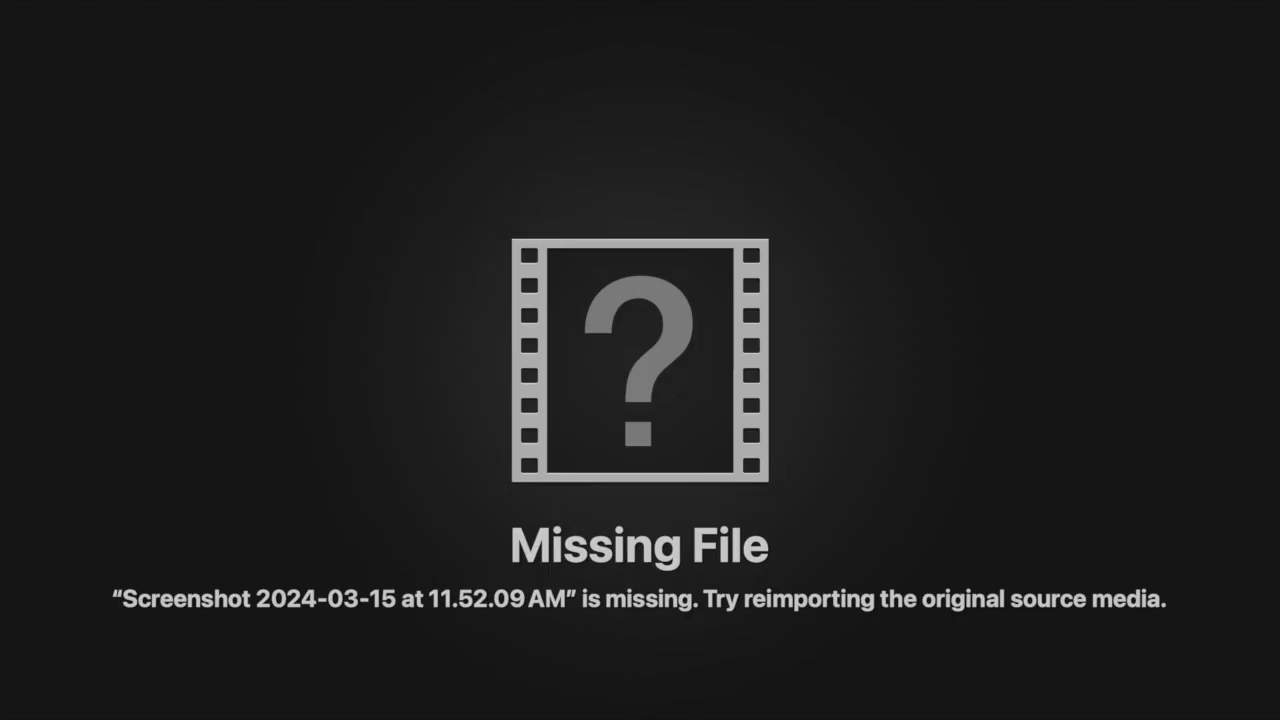 ?
Missing File
“Screenshot 2024-03-15 at 11.52.09 AM” is missing. Try reimporting the original source media.